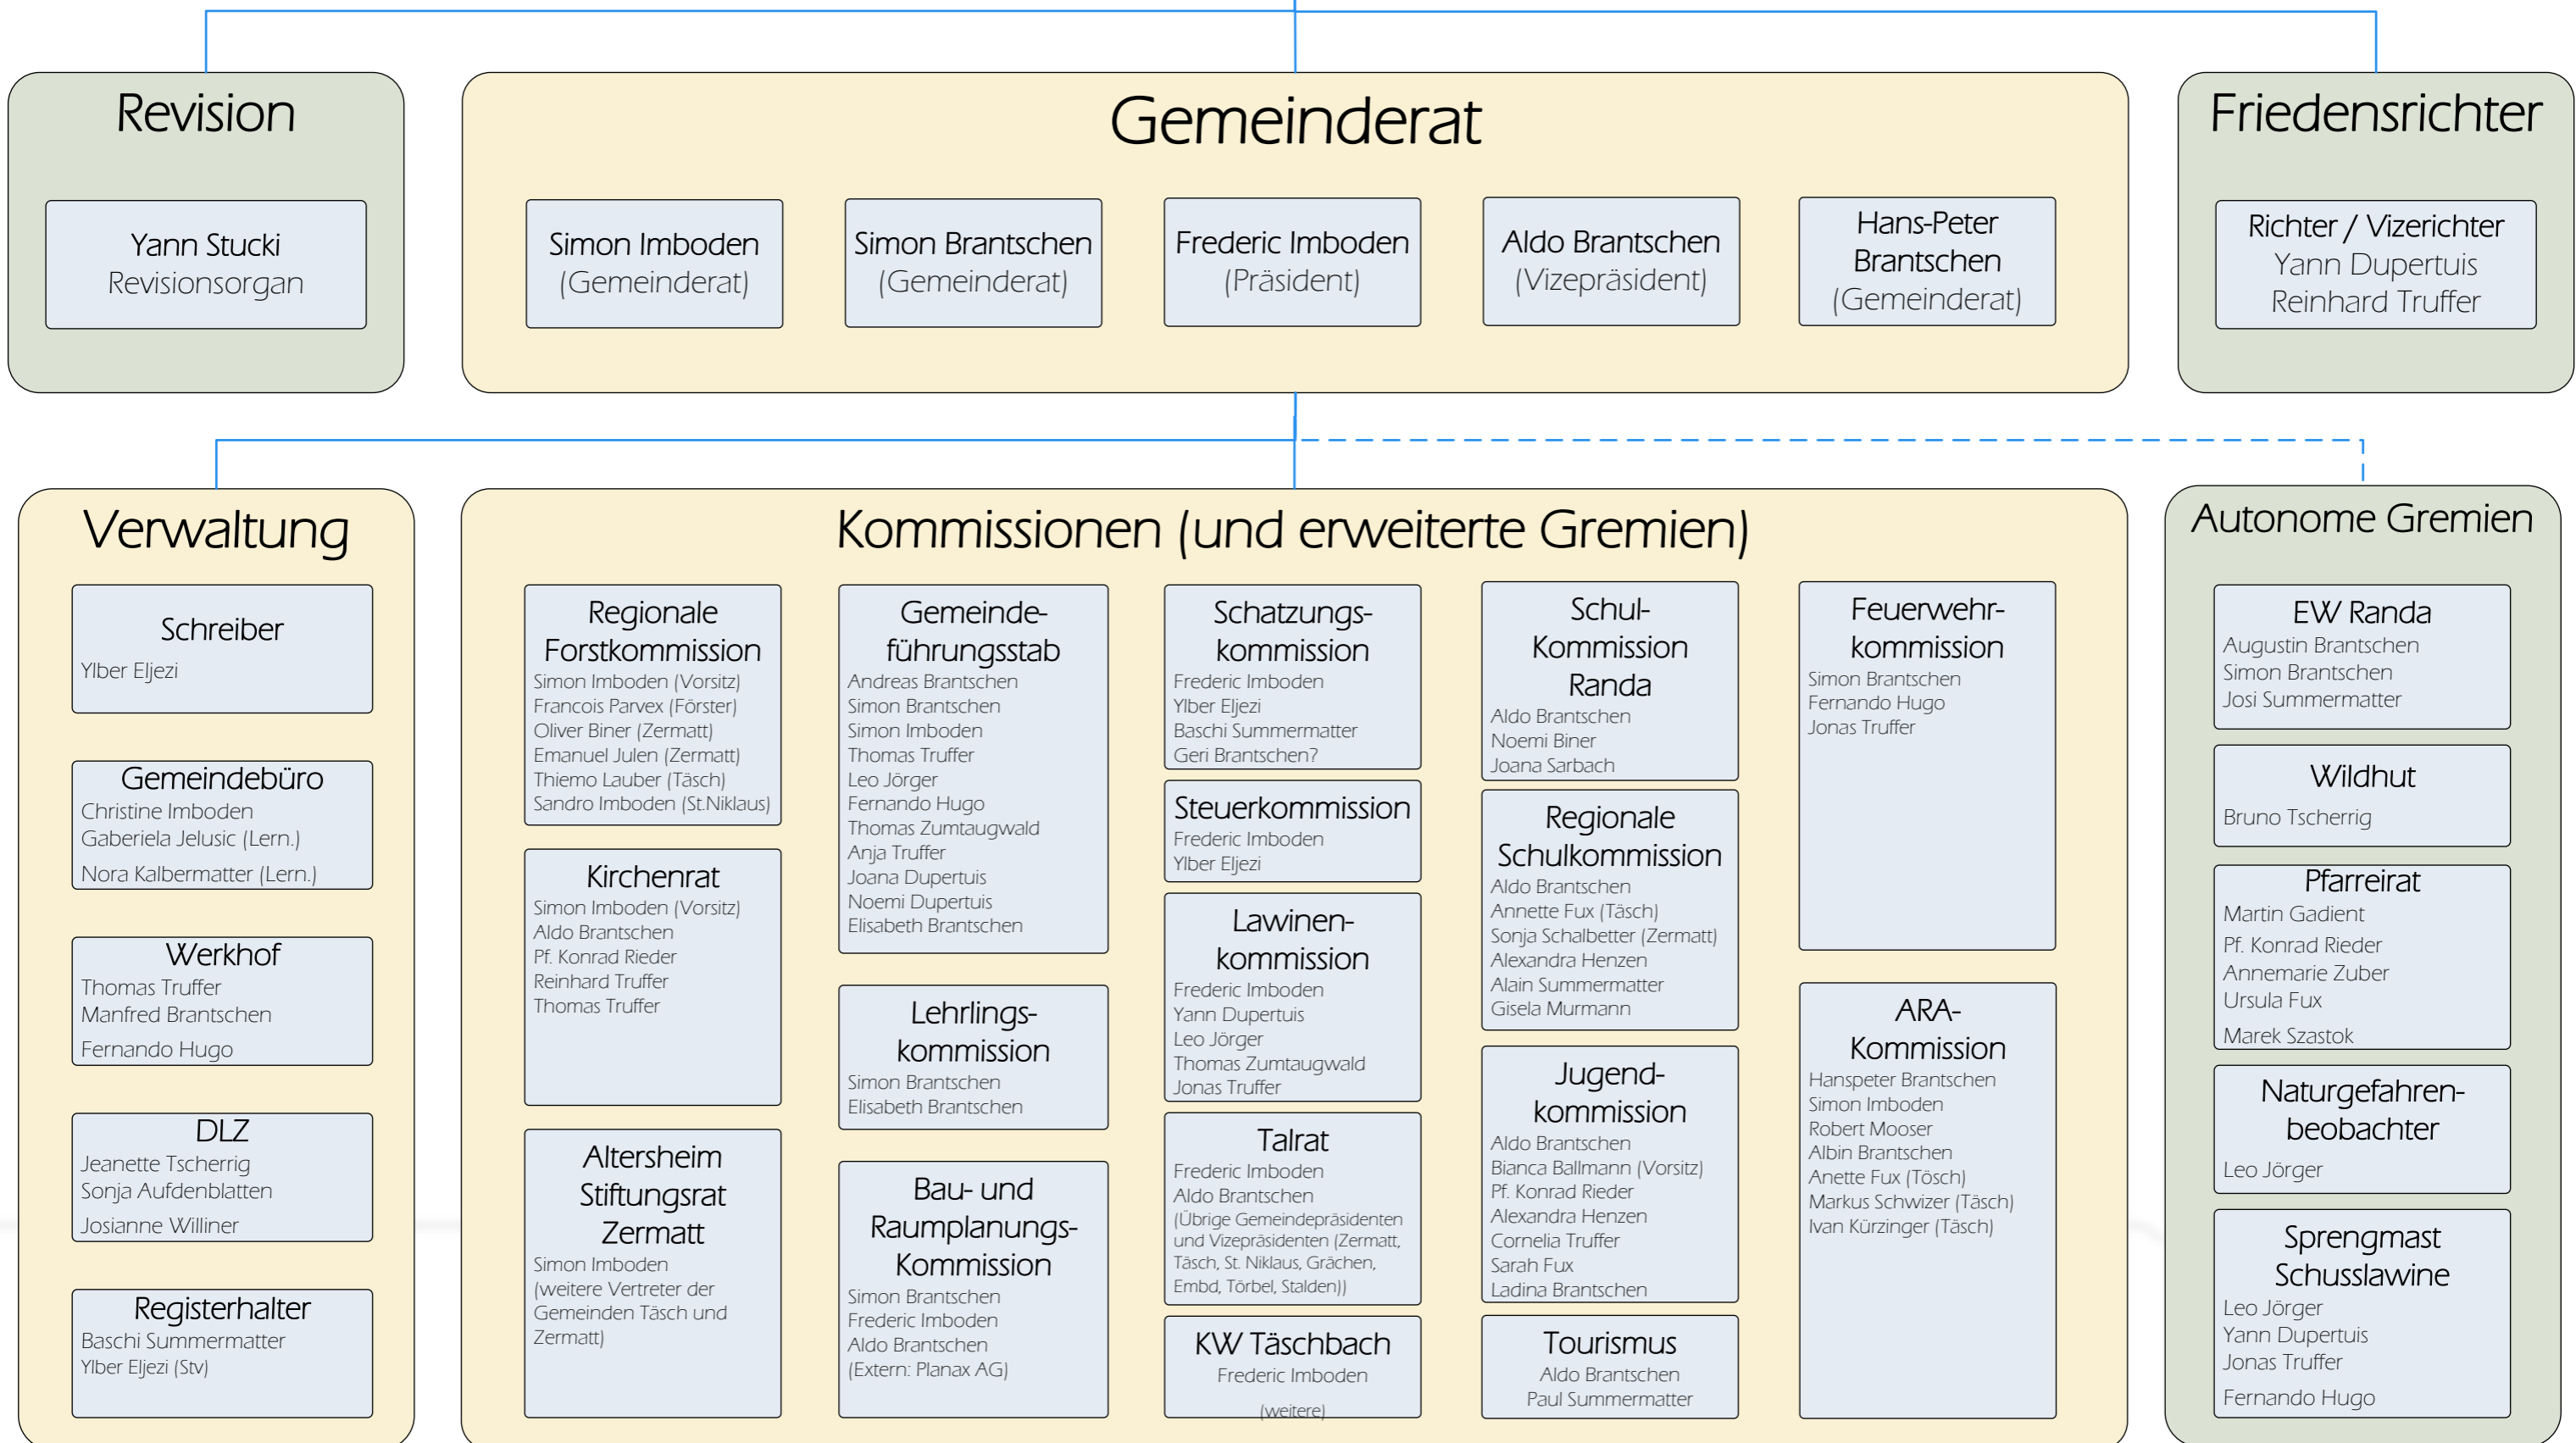 Revision
Yann Stucki
Revisionsorgan
Gemeinderat
Simon Imboden
(Gemeinderat)
Simon Brantschen
(Gemeinderat)
Frederic Imboden
(Präsident)
Aldo Brantschen
(Vizepräsident)
Hans-Peter
Brantschen
(Gemeinderat)
Friedensrichter
Richter / Vizerichter
Yann Dupertuis
Reinhard Truffer
Verwaltung
Schreiber
Ylber Eljezi
Gemeindebüro
Christine Imboden
Gaberiela Jelusic (Lern.)
Nora Kalbermatter (Lern.)
Werkhof
Thomas Truffer
Manfred Brantschen
Fernando Hugo
DLZ
Jeanette Tscherrig
Sonja Aufdenblatten
Josianne Williner
Registerhalter
Baschi Summermatter
Ylber Eljezi (Stv)
Kommissionen (und erweiterte Gremien)
Regionale
Forstkommission
Simon Imboden (Vorsitz)
Francois Parvex (Förster)
Oliver Biner (Zermatt)
Emanuel Julen (Zermatt)
Thiemo Lauber (Täsch)
Sandro Imboden (St.Niklaus)
Kirchenrat
Simon Imboden (Vorsitz)
Aldo Brantschen
Pf. Konrad Rieder
Reinhard Truffer
Thomas Truffer
Altersheim
Stiftungsrat
Zermatt
Simon Imboden
(weitere Vertreter der
Gemeinden Täsch und
Zermatt)
Gemeinde-
führungsstab
Andreas Brantschen
Simon Brantschen
Simon Imboden
Thomas Truffer
Leo Jörger
Fernando Hugo
Thomas Zumtaugwald
Anja Truffer
Joana Dupertuis
Noemi Dupertuis
Elisabeth Brantschen
Lehrlings-
kommission
Simon Brantschen
Elisabeth Brantschen
Bau- und
Raumplanungs-
Kommission
Simon Brantschen
Frederic Imboden
Aldo Brantschen
(Extern: Planax AG)
Schatzungs-
kommission
Frederic Imboden
Ylber Eljezi
Baschi Summermatter
Geri Brantschen?
Steuerkommission
Frederic Imboden
Ylber Eljezi
Lawinen-
kommission
Frederic Imboden
Yann Dupertuis
Leo Jörger
Thomas Zumtaugwald
Jonas Truffer
Talrat
Frederic Imboden
Aldo Brantschen
(Übrige Gemeindepräsidenten
und Vizepräsidenten (Zermatt,
Täsch, St. Niklaus, Grächen,
Embd, Törbel, Stalden))
KW Täschbach
Frederic Imboden
(weitere)
Schul-
Kommission
Randa
Aldo Brantschen
Noemi Biner
Joana Sarbach
Regionale
Schulkommission
Aldo Brantschen
Annette Fux (Täsch)
Sonja Schalbetter (Zermatt)
Alexandra Henzen
Alain Summermatter
Gisela Murmann
Jugend-
kommission
Aldo Brantschen
Bianca Ballmann (Vorsitz)
Pf. Konrad Rieder
Alexandra Henzen
Cornelia Truffer
Sarah Fux
Ladina Brantschen
Tourismus
Aldo Brantschen
Paul Summermatter
Feuerwehr-
kommission
Simon Brantschen
Fernando Hugo
Jonas Truffer
ARA-
Kommission
Hanspeter Brantschen
Simon Imboden
Robert Mooser
Albin Brantschen
Anette Fux (Tösch)
Markus Schwizer (Täsch)
Ivan Kürzinger (Täsch)
Autonome Gremien
EW Randa
Augustin Brantschen
Simon Brantschen
Josi Summermatter
Wildhut
Bruno Tscherrig
Pfarreirat
Martin Gadient
Pf. Konrad Rieder
Annemarie Zuber
Ursula Fux
Marek Szastok
Naturgefahren-
beobachter
Leo Jörger
Sprengmast
Schusslawine
Leo Jörger
Yann Dupertuis
Jonas Truffer
Fernando Hugo